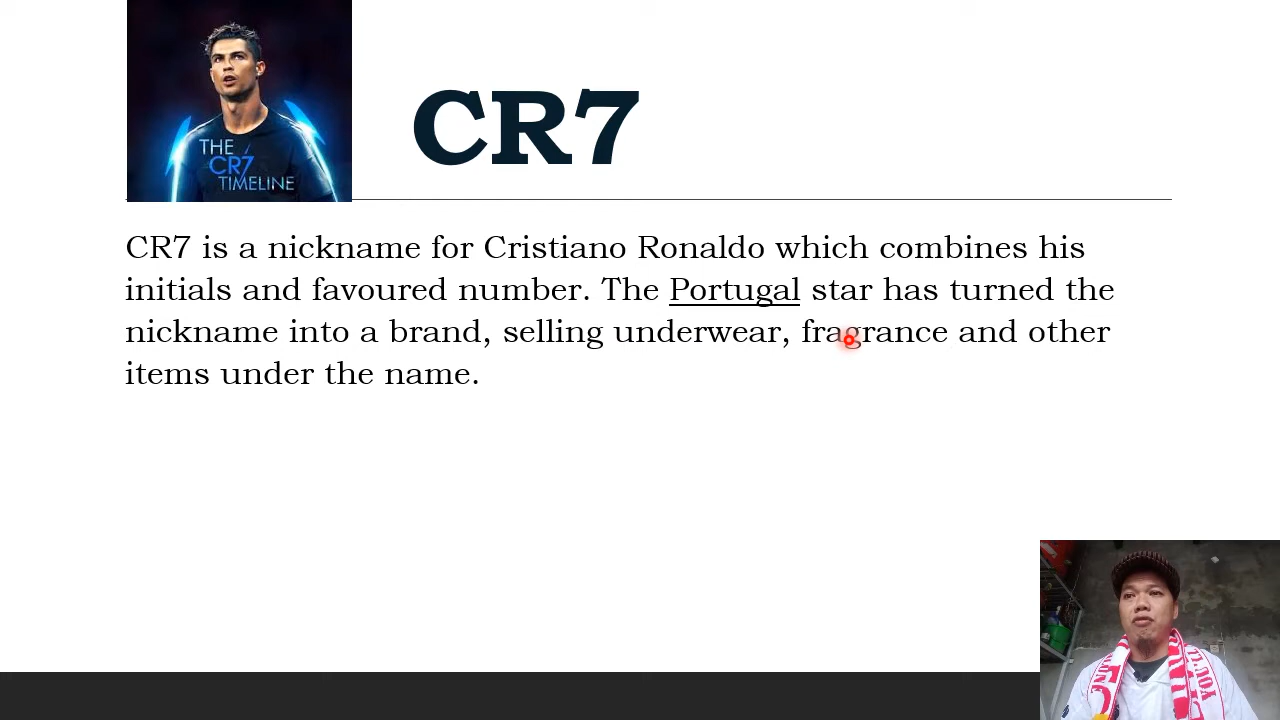 THE
CR7
TIMELINE
CR7
CR7 is a nickname for Cristiano Ronaldo which combines his
initials and favoured number. The Portugal star has turned the
nickname into a brand, selling underwear, fragrance and other
items under the name.